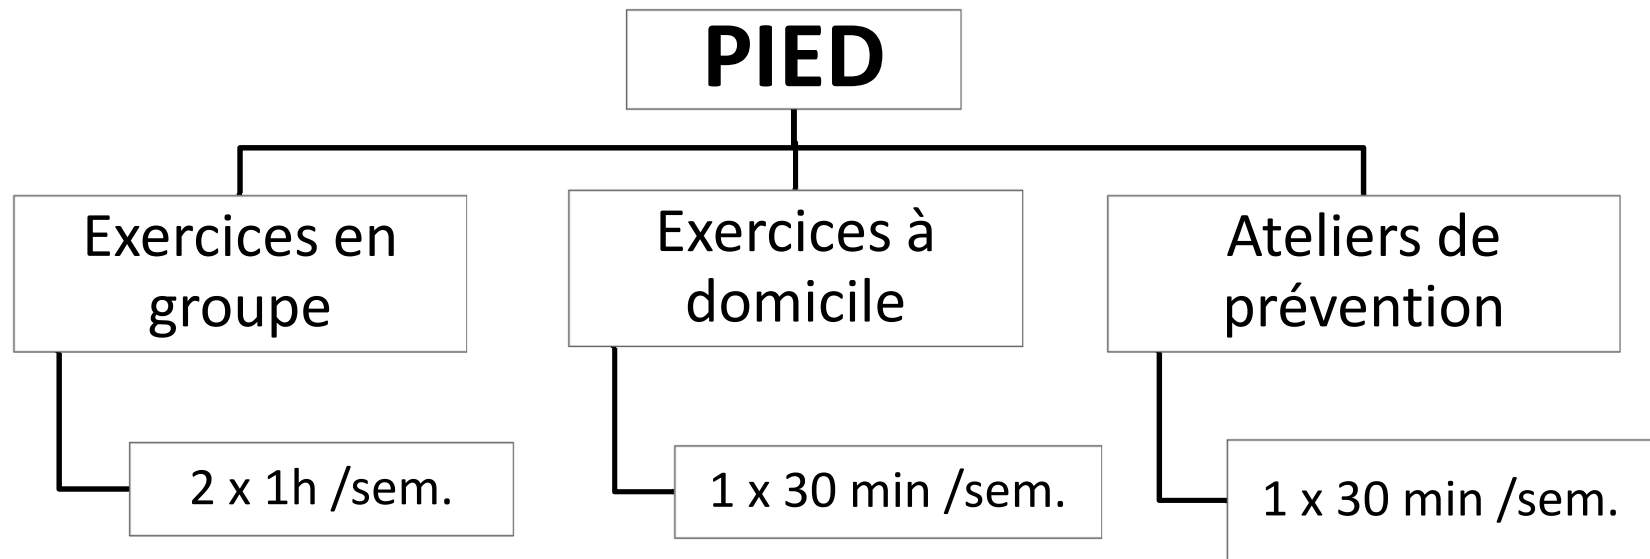 PIED
Exercices en
groupe
Exercices à
domicile
Ateliers de
prévention
2 x 1h /sem.
1 x 30 min /sem.
1 x 30 min /sem.